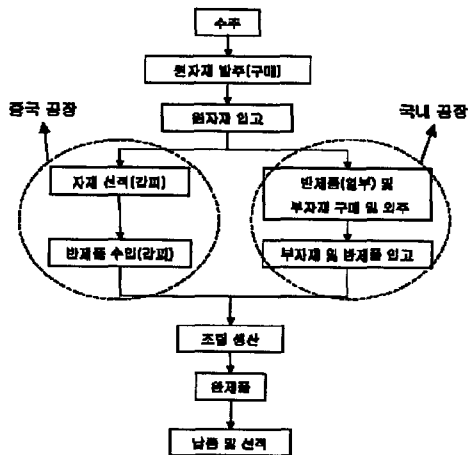 수주
원자재 발주(구매)
원자재 입고
중국 공장
국내 공장
자재 선적(갑피)
반제품(일부) 및
부자재 구매 및 외주
반제품 수입(갑피)
부자재 및 반제품 입고
조립 생산
완제품
납품 및 선적